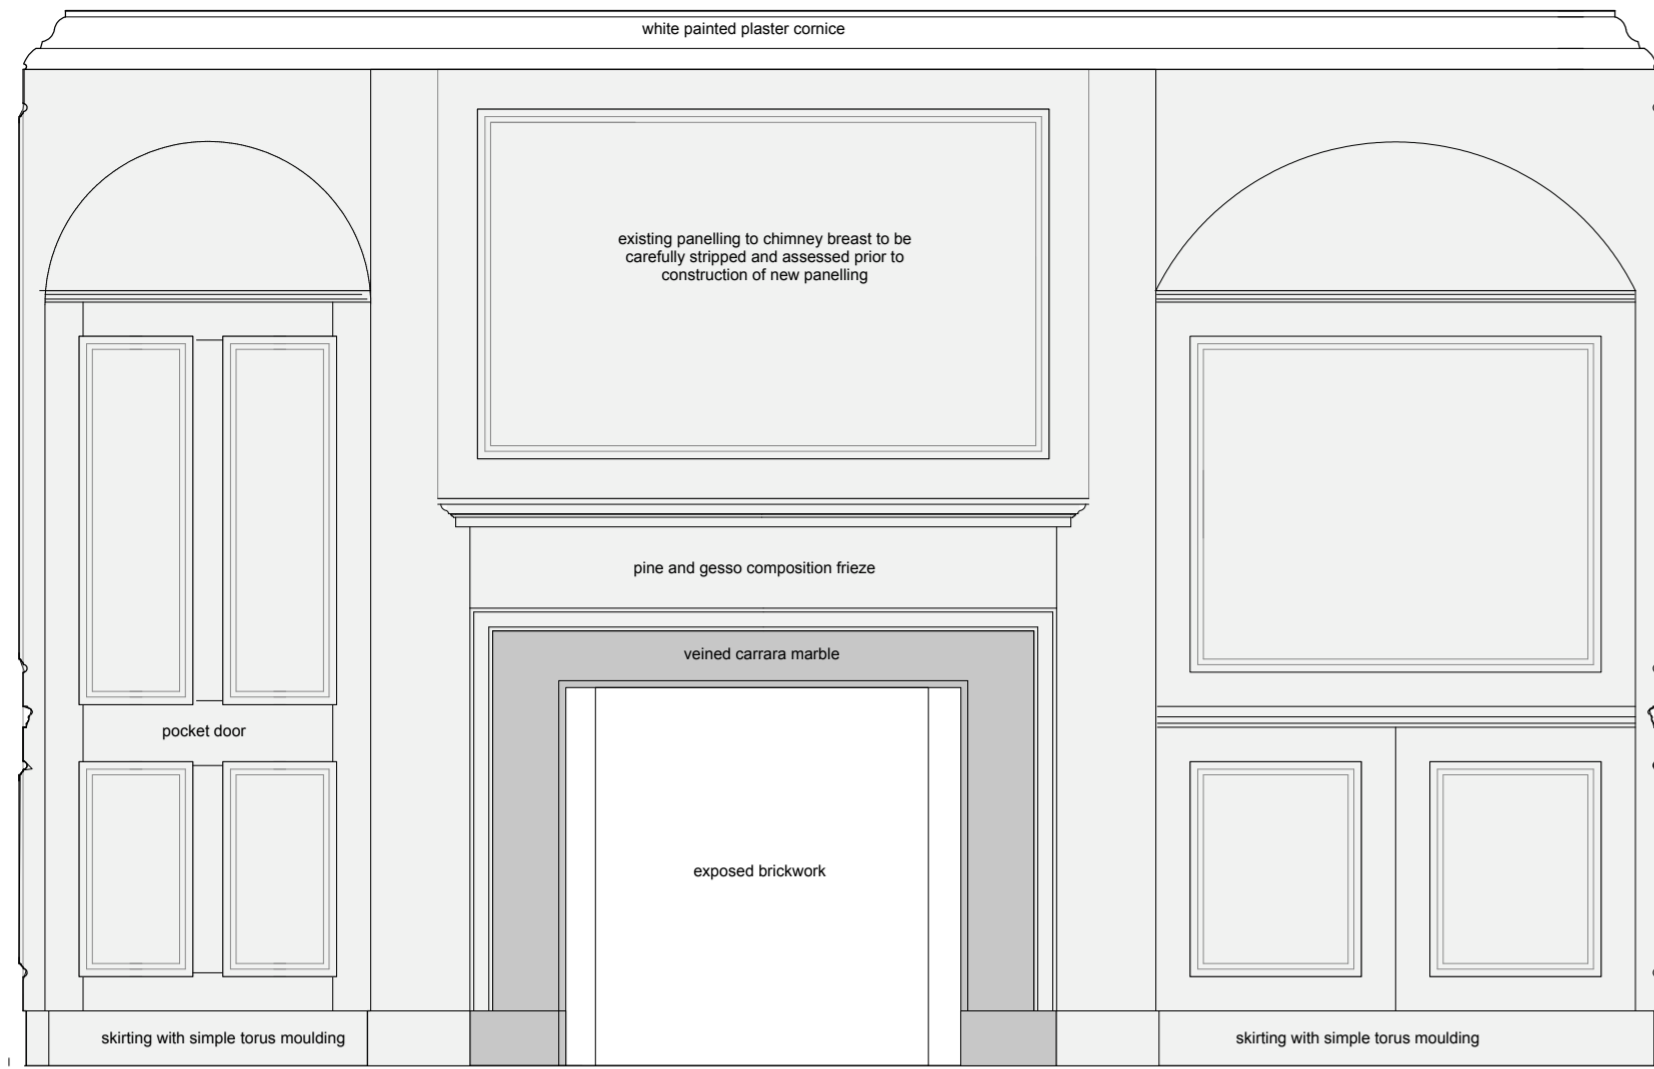 white painted plaster cornice
existing panelling to chimney breast to be
carefully stripped and assessed prior to
construction of new panelling
pine and gesso composition frieze
veined carrara marble
pocket door
exposed brickwork
skirting with simple torus moulding
skirting with simple torus moulding